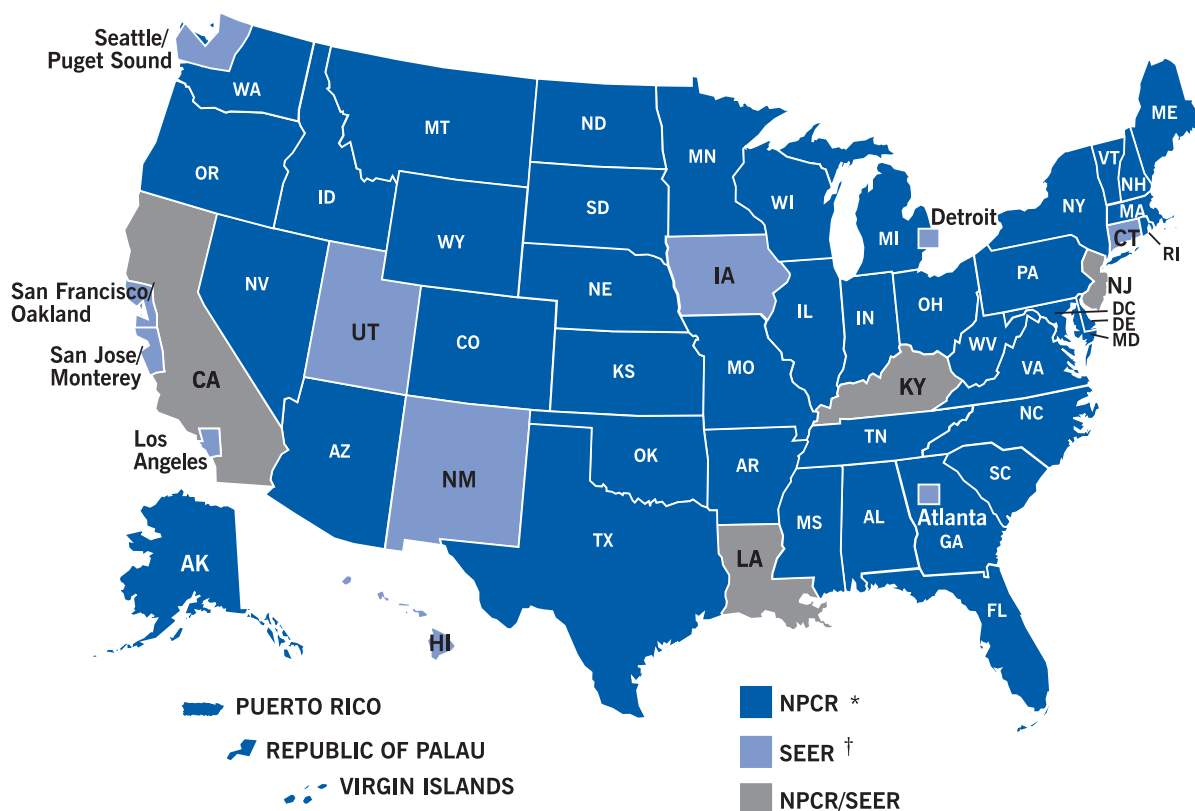 Seattle/
Puget Sound
WA
MT
ND
MN
ME
VT
NH
OR
ID
SD
WI
NY
MA
WY
MI
Detroit
CT
RI
San Francisco/
Oakland
NV
NE
IA
PA
NJ
IL
IN
OH
DC
DE
MD
UT
CO
San Jose/
Monterey
CA
KS
MO
KY
WV
VA
NC
TN
Los
Angeles
AZ
NM
OK
AR
SC
MS
AL
Atlanta
GA
TX
LA
AK
FL
HI
PUERTO RICO
REPUBLIC OF PALAU
VIRGIN ISLANDS
NPCR *
SEER †
NPCR/SEER